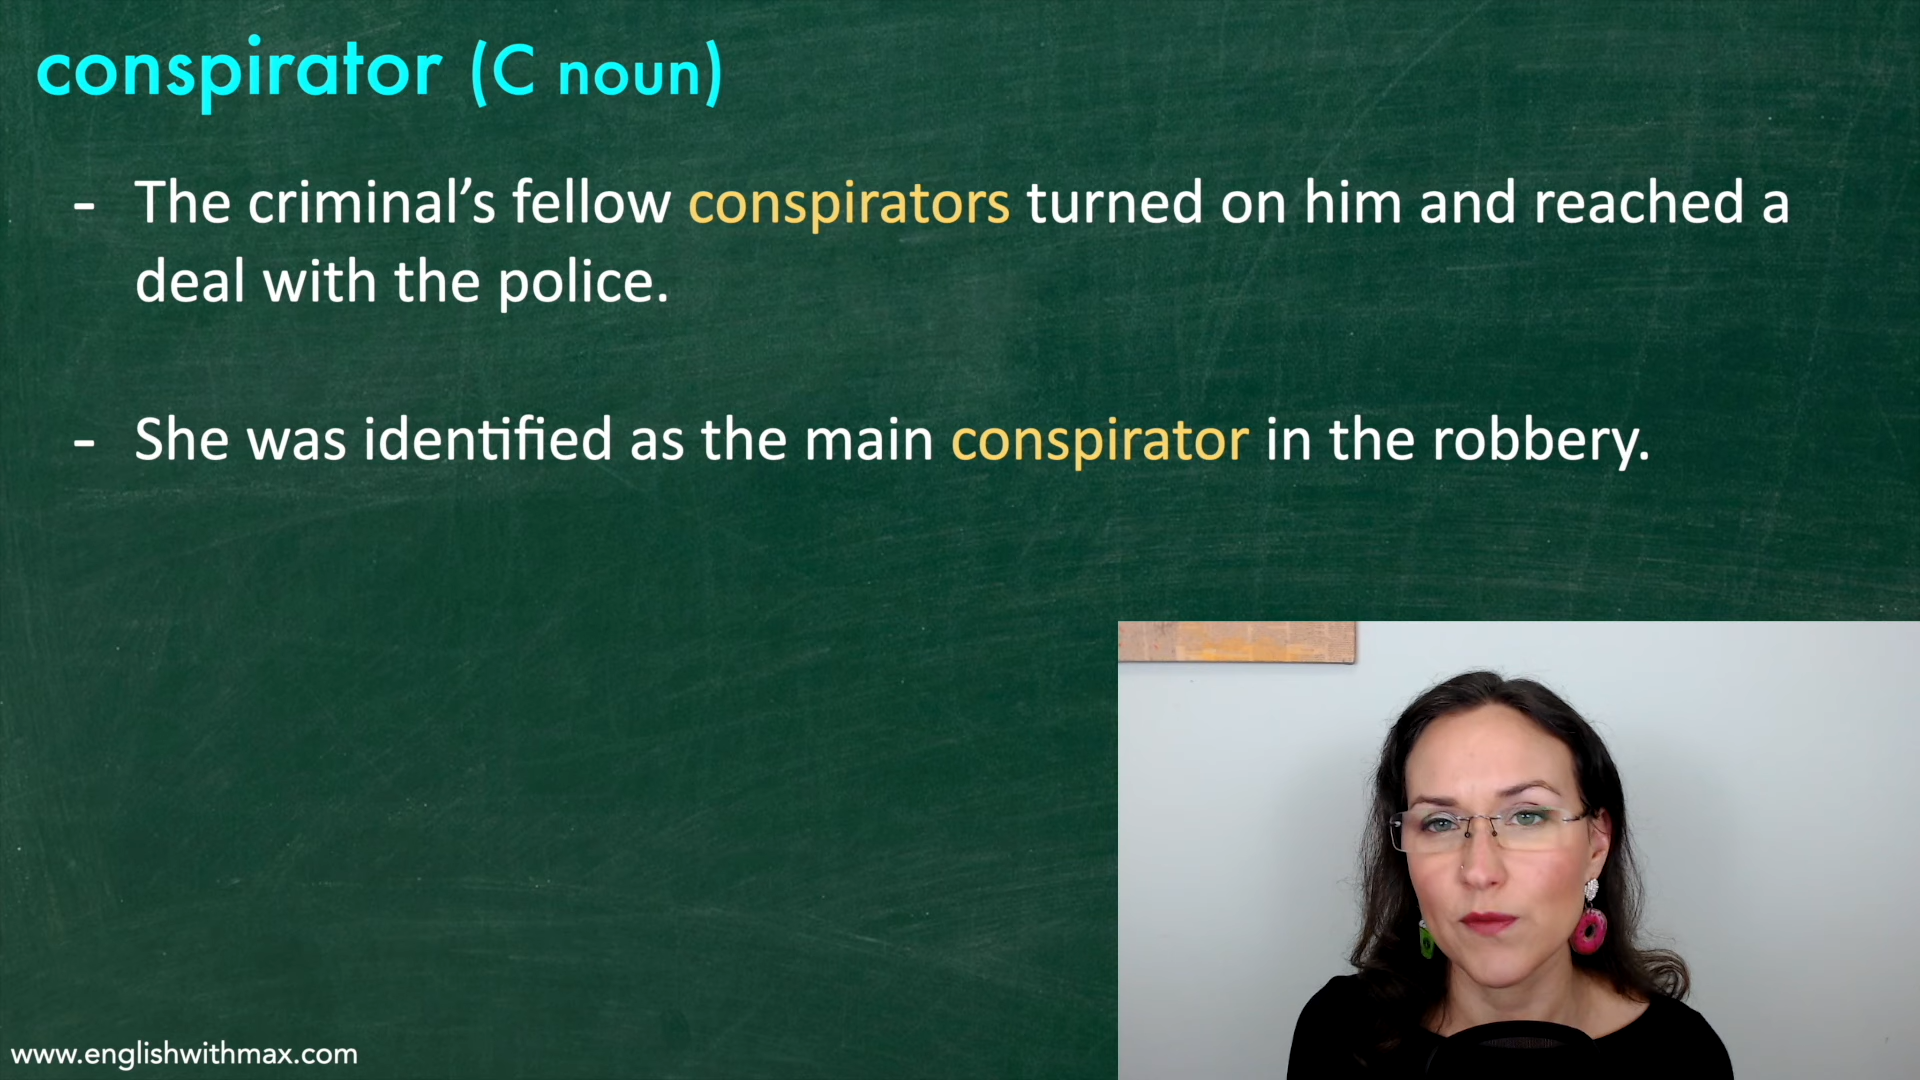 conspirator (C noun)
- The criminal’s fellow conspirators turned on him and reached a
deal with the police.
- She was identified as the main conspirator in the robbery.
www.englishwithmax.com